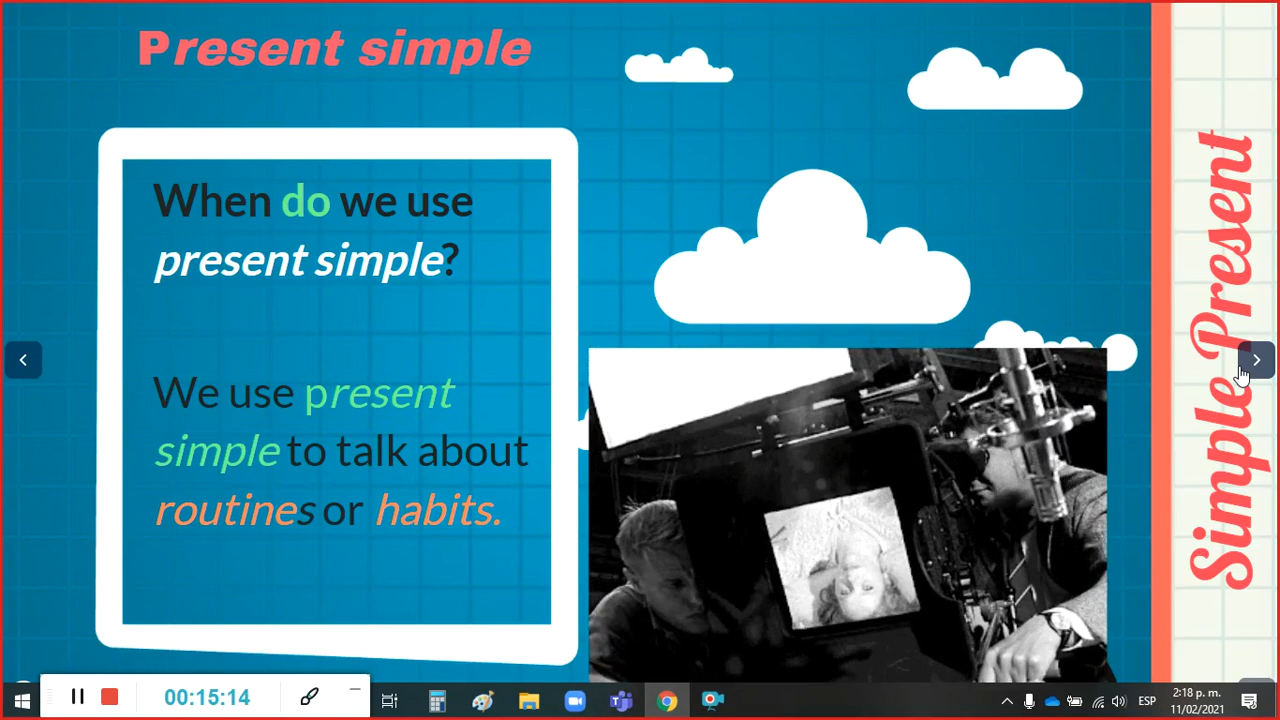 Present simple
When do we use
present simple?
We use present
simple to talk about
routines or habits.
Simple Present
00:15:14
ESP
2:18 p. m.
11/02/2021